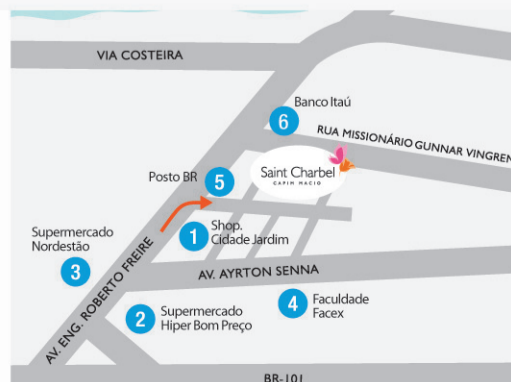 VIA COSTEIRA
Banco Itaú
6
RUA MISSIONÁRIO GUNNAR VINGREN
Saint Charbel
CAPIM MACIO
Posto BR
5
Shop.
Cidade Jardim
1
Supermercado
Nordestão
3
AV. ENG. ROBERTO FREIRE
AV. AYRTON SENNA
2
Supermercado
Hiper Bom Preço
4
Faculdade
Facex
BR-101